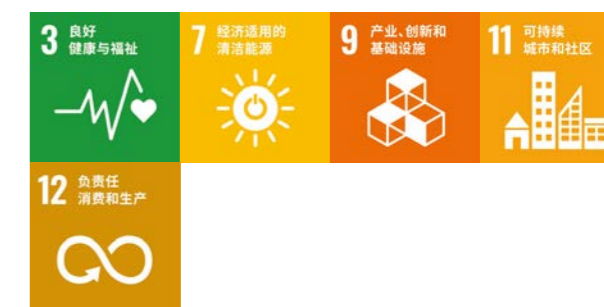 3 良好
健康与福祉
7 经济适用的
清洁能源
9 产业、创新和
基础设施
11 可持续
城市和社区
12 负责任
消费和生产